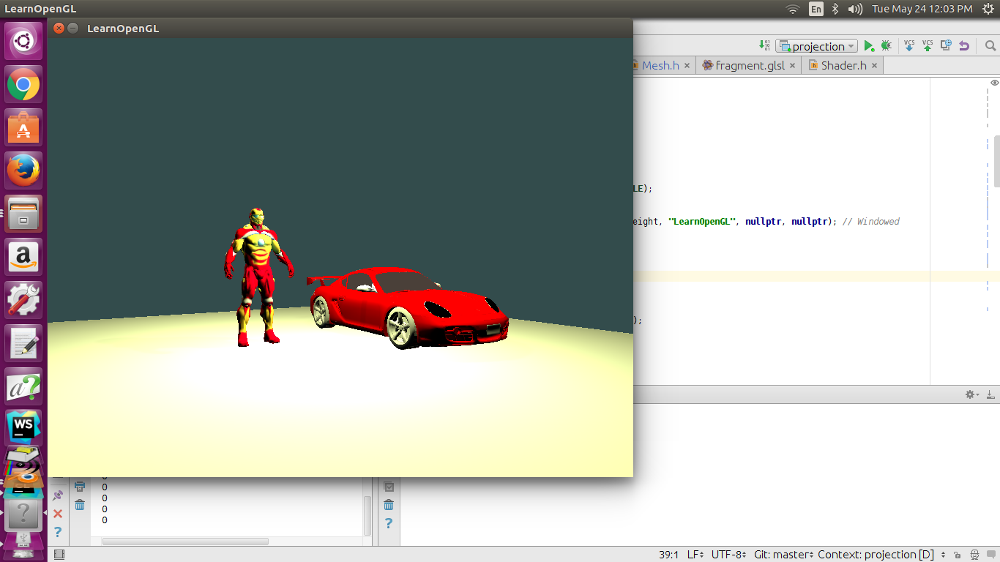 LearnOpenGL
En
Tue May 24 12:03 PM
LearnOpenGL
projection
VCS
VCS
Mesh.h
fragment.glsl
Shader.h
LE);
eight, "LearnOpenGL", nullptr, nullptr); // Windowed
);
a
WS
0
0
0
0
39:1 LF UTF-8 Git: master Context: projection [D]